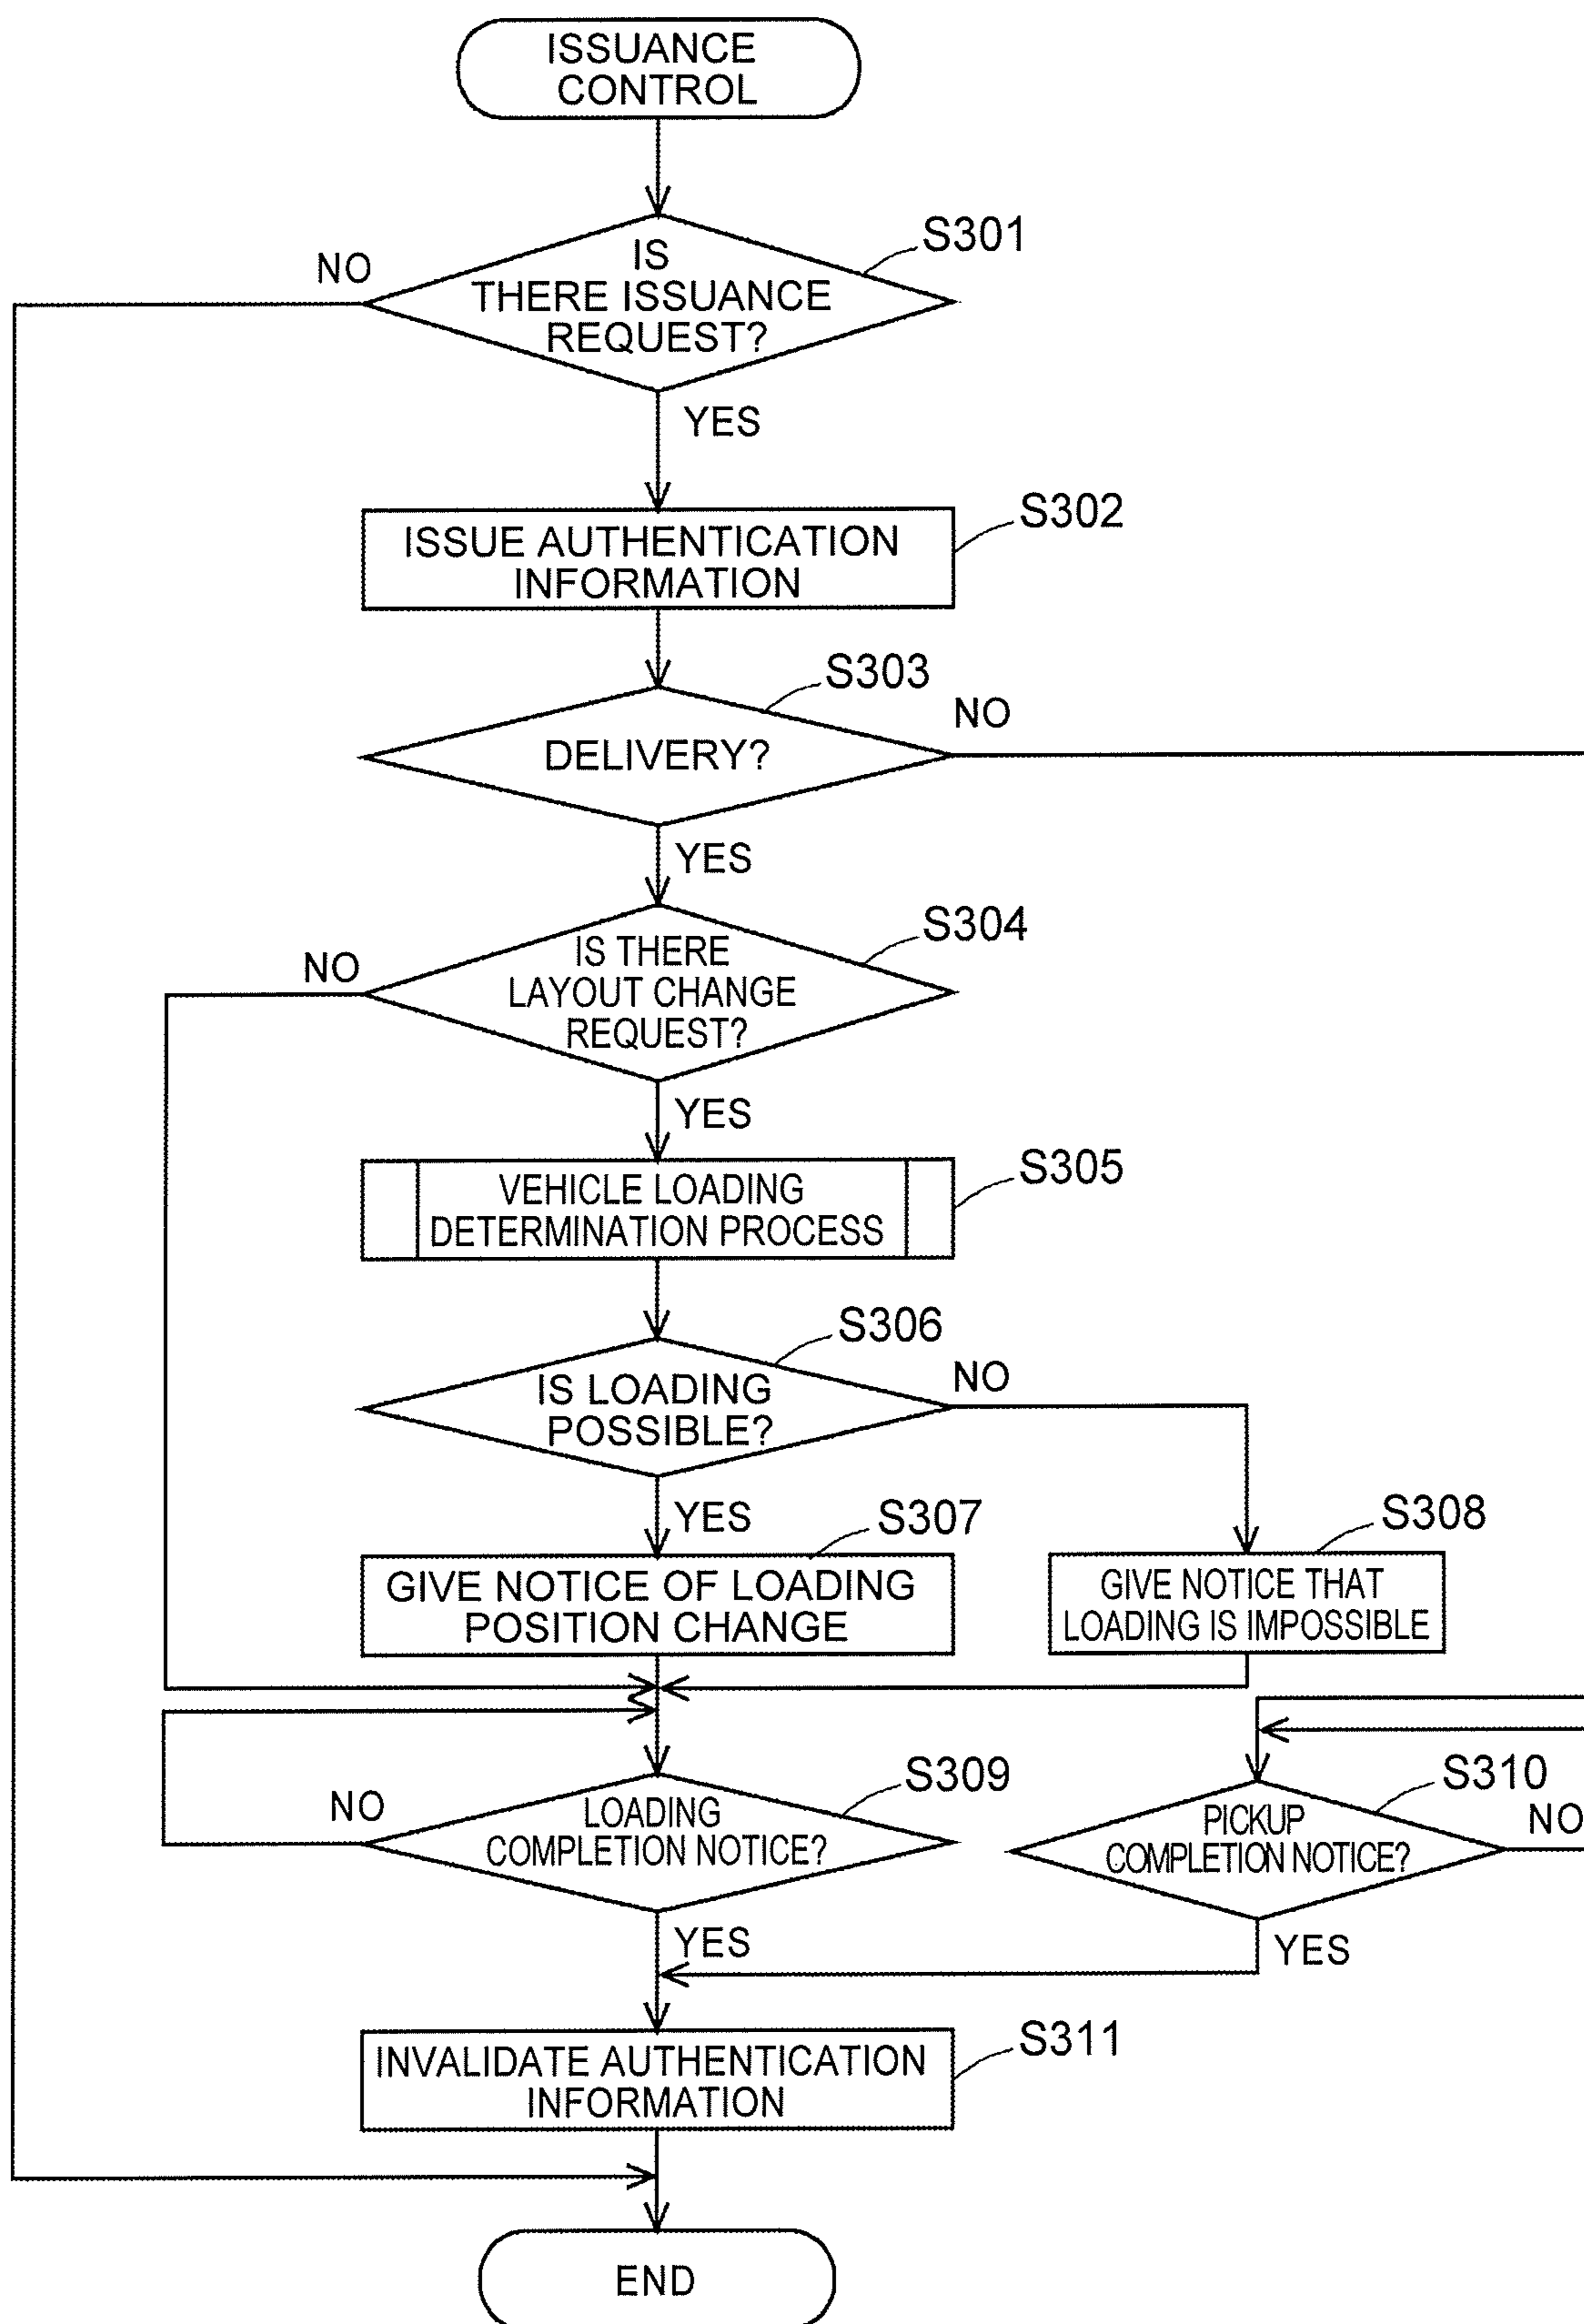 ISSUANCE
CONTROL
S301
NO
IS
THERE ISSUANCE
REQUEST?
YES
S302
ISSUE AUTHENTICATION
INFORMATION
S303
NO
DELIVERY?
YES
S304
NO
IS THERE
LAYOUT CHANGE
REQUEST?
YES
S305
VEHICLE LOADING
DETERMINATION PROCESS
S306
NO
IS LOADING
POSSIBLE?
YES
S307
S308
GIVE NOTICE OF LOADING
POSITION CHANGE
GIVE NOTICE THAT
LOADING IS IMPOSSIBLE
S309
S310
NO
LOADING
COMPLETION NOTICE?
PICKUP
COMPLETION NOTICE?
NO
YES
YES
S311
INVALIDATE AUTHENTICATION
INFORMATION
END